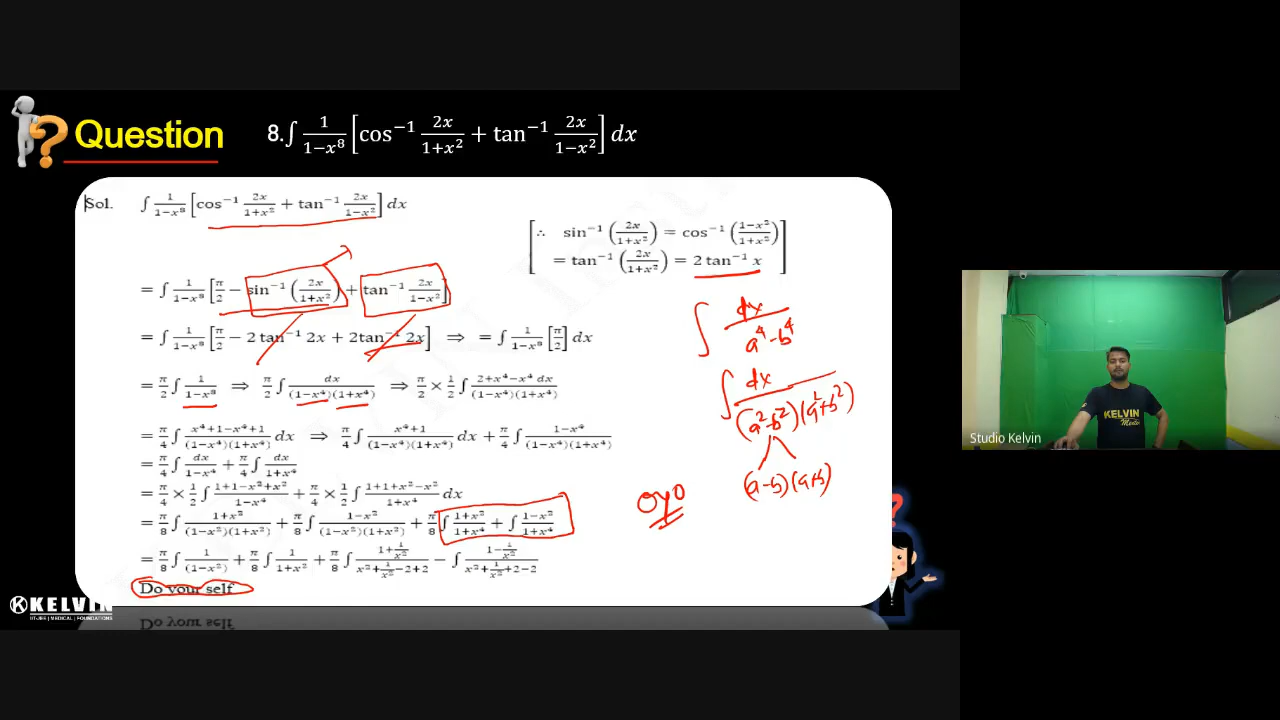 Question
8.∫ 1/(1−x⁸) [cos⁻¹ 2x/(1+x²) + tan⁻¹ 2x/(1−x²)] dx
Sol. ∫ 1/(1−x⁸) [cos⁻¹ 2x/(1+x²) + tan⁻¹ 2x/(1−x²)] dx
[∴ sin⁻¹ (2x/(1+x²)) = cos⁻¹ ((1−x²)/(1+x²))
= tan⁻¹ (2x/(1+x²)) = 2 tan⁻¹ x]
= ∫ 1/(1−x⁸) [π/2 − sin⁻¹ (2x/(1+x²)) + tan⁻¹ 2x/(1−x²)]
= ∫ 1/(1−x⁸) [π/2 − 2 tan⁻¹ 2x + 2tan⁻¹ 2x] ⇒ = ∫ 1/(1−x⁸) [π/2] dx
= π/2 ∫ 1/(1−x⁸) ⇒ π/2 ∫ dx/((1−x⁴)(1+x⁴)) ⇒ π/2 × 1/2 ∫ (2+x⁴−x⁴ dx)/((1−x⁴)(1+x⁴))
= π/4 ∫ (x⁴+1−x⁴+1)/((1−x⁴)(1+x⁴)) dx ⇒ π/4 ∫ (x⁴+1)/((1−x⁴)(1+x⁴)) dx + π/4 ∫ (1−x⁴)/((1−x⁴)(1+x⁴))
= π/4 ∫ dx/(1−x⁴) + π/4 ∫ dx/(1+x⁴)
= π/4 × 1/2 ∫ (1+1−x²+x²)/(1−x⁴) + π/4 × 1/2 ∫ (1+1+x²−x²)/(1+x⁴) dx
= π/8 ∫ (1+x²)/((1−x²)(1+x²)) + π/8 ∫ (1−x²)/((1−x²)(1+x²)) + π/8 ∫ (1+x²)/(1+x⁴) + ∫ (1−x²)/(1+x⁴)
= π/8 ∫ 1/(1−x²) + π/8 ∫ 1/(1+x²) + π/8 ∫ (1+1/x²)/(x²+1/x²−2+2) − ∫ (1−1/x²)/(x²+1/x²+2−2)
Do your self
∫ dx/(a⁴−b⁴)
∫ dx/((a²−b²)(a²+b²))
(a−b)(a+b)
oyo
KELVIN
IIT-JEE | MEDICAL | FOUNDATIONS
Do your self
KELVIN
Studio Kelvin